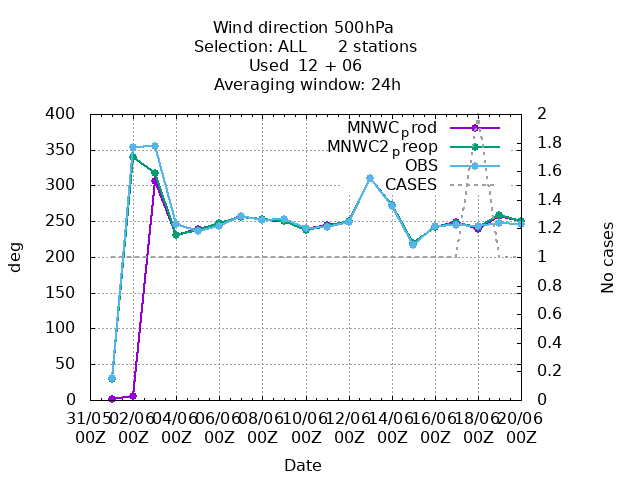 Wind direction 500hPa
Selection: ALL 2 stations
Used 12 + 06
Averaging window: 24h
400 2
MNWC_prod
350 1.8
MNWC2_preop
OBS
300 1.6
CASES
250 1.4
200 1.2
150 1
100 0.8
50 0.6
0 0.4
0.2
0
deg
No cases
31/05 02/06 04/06 06/06 08/06 10/06 12/06 14/06 16/06 18/06 20/06
00Z 00Z 00Z 00Z 00Z 00Z 00Z 00Z 00Z 00Z 00Z
Date